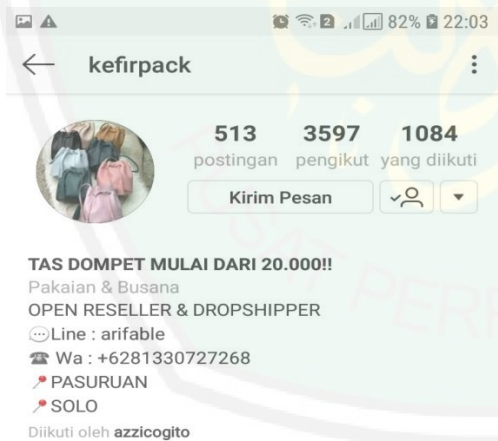 82% 22:03
kefirpack
513 3597 1084
postingan pengikut yang diikuti
Kirim Pesan
TAS DOMPET MULAI DARI 20.000!!
Pakaian & Busana
OPEN RESELLER & DROPSHIPPER
Line : arifable
Wa : +6281330727268
PASURUAN
SOLO
Diikuti oleh azzicogito